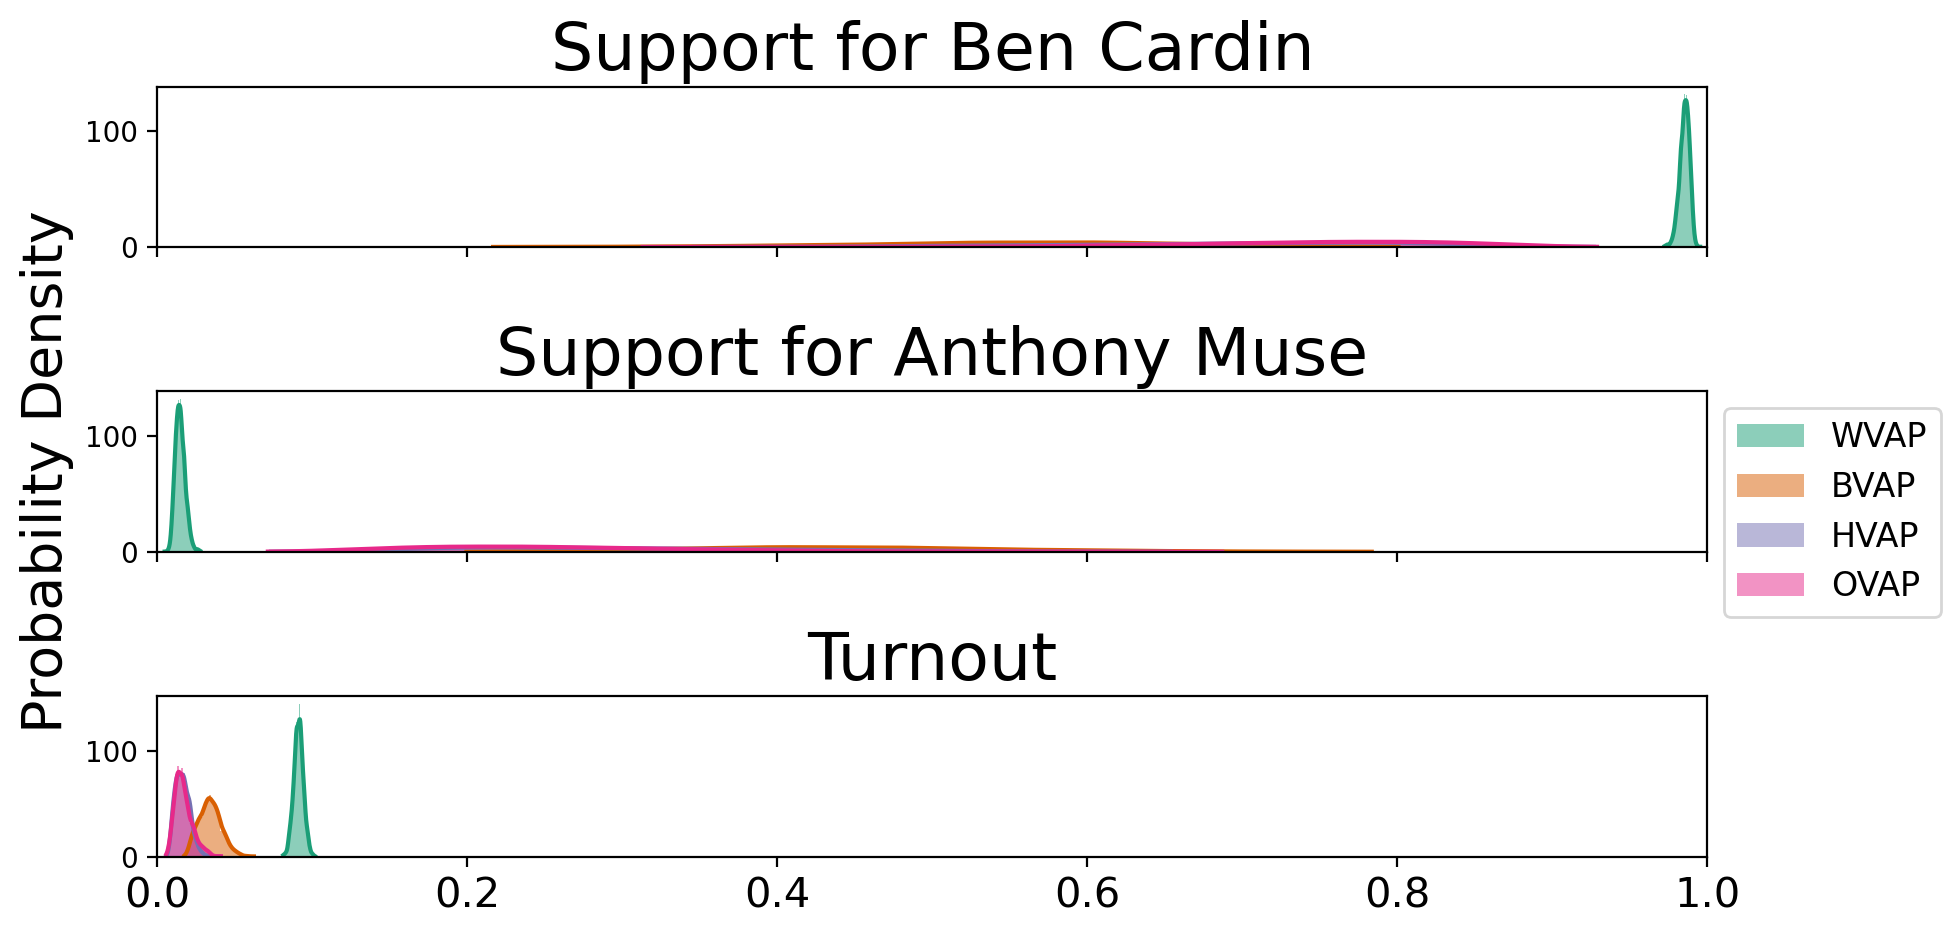 Support for Ben Cardin
100
0
Support for Anthony Muse
100
0
Turnout
100
0
0.0 0.2 0.4 0.6 0.8 1.0
Probability Density
WVAP
BVAP
HVAP
OVAP